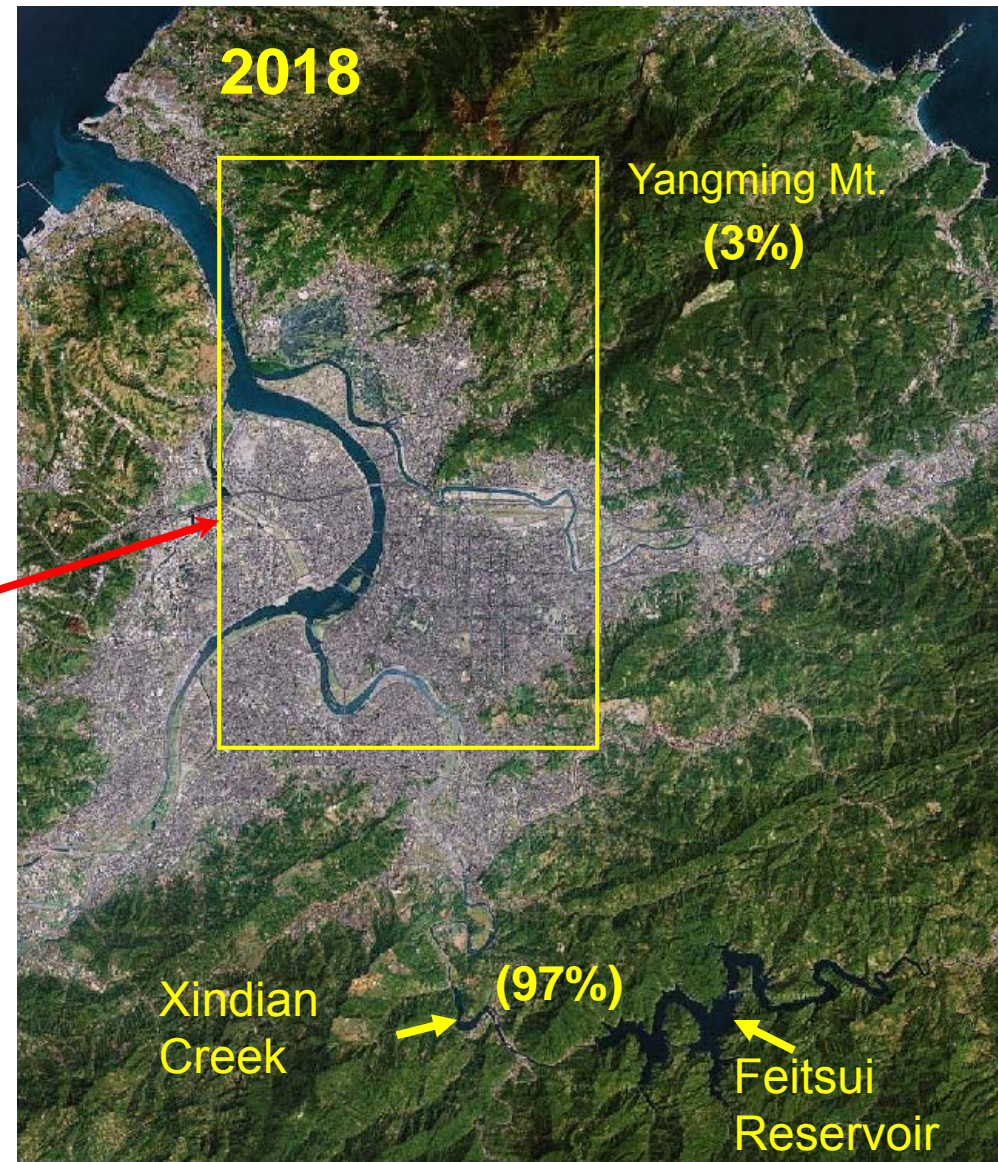 2018
Yangming Mt.
(3%)
(97%)
Xindian
Creek
Feitsui
Reservoir